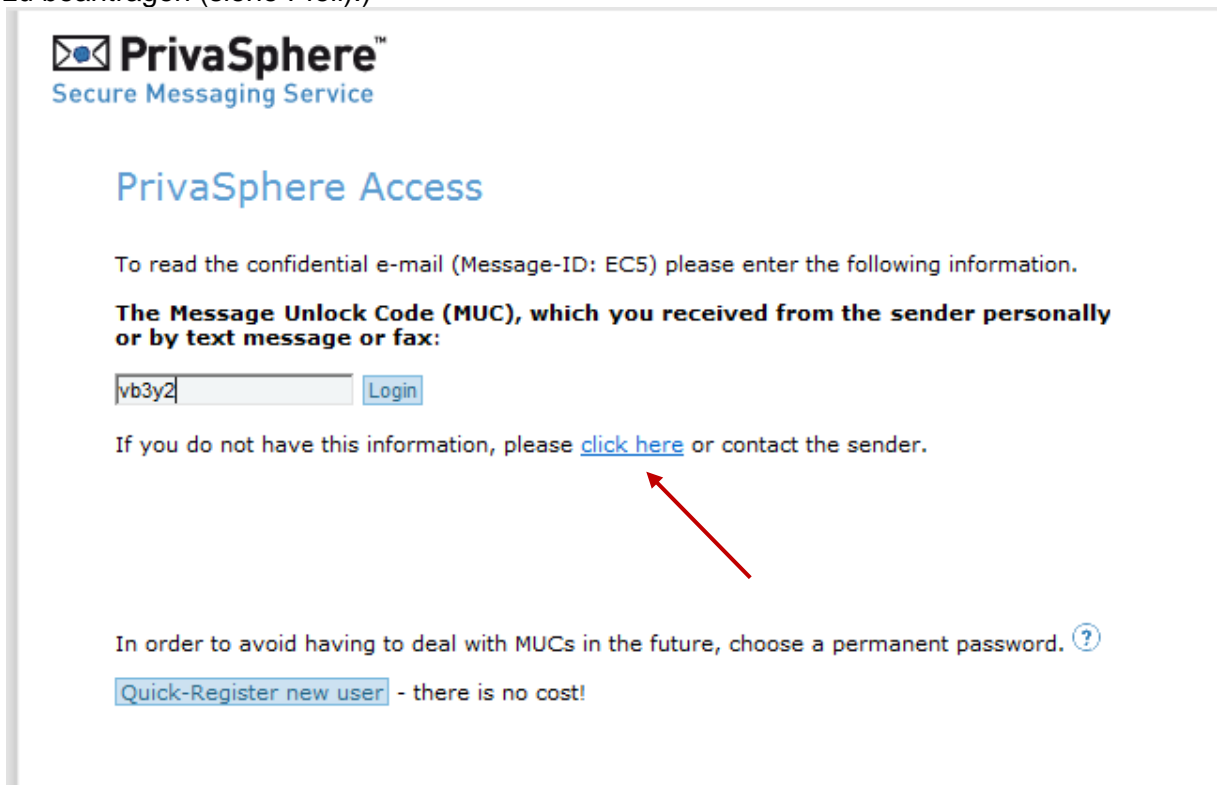 zu beantragen (siehe Pfeil).)
PrivaSphere™
Secure Messaging Service
PrivaSphere Access
To read the confidential e-mail (Message-ID: EC5) please enter the following information.
The Message Unlock Code (MUC), which you received from the sender personally
or by text message or fax:
vb3y2 Login
If you do not have this information, please click here or contact the sender.
In order to avoid having to deal with MUCs in the future, choose a permanent password. ?
Quick-Register new user - there is no cost!